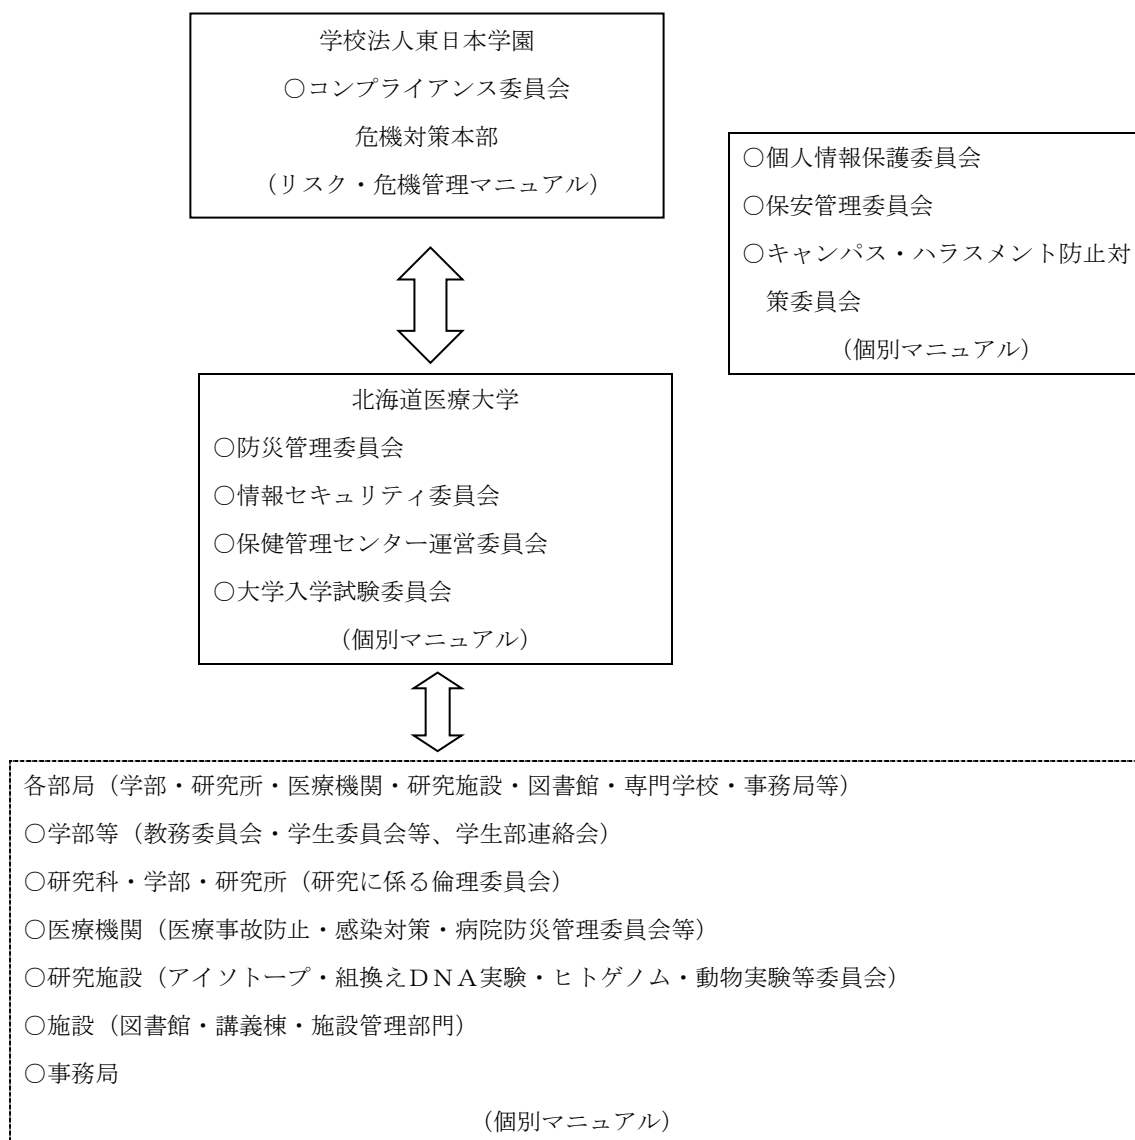 学校法人東日本学園
○コンプライアンス委員会
危機対策本部
（リスク・危機管理マニュアル）
○個人情報保護委員会
○保安管理委員会
○キャンパス・ハラスメント防止対
策委員会
（個別マニュアル）
北海道医療大学
○防災管理委員会
○情報セキュリティ委員会
○保健管理センター運営委員会
○大学入学試験委員会
（個別マニュアル）
各部局（学部・研究所・医療機関・研究施設・図書館・専門学校・事務局等）
○学部等（教務委員会・学生委員会等、学生部連絡会）
○研究科・学部・研究所（研究に係る倫理委員会）
○医療機関（医療事故防止・感染対策・病院防災管理委員会等）
○研究施設（アイソトープ・組換えＤＮＡ実験・ヒトゲノム・動物実験等委員会）
○施設（図書館・講義棟・施設管理部門）
○事務局
（個別マニュアル）